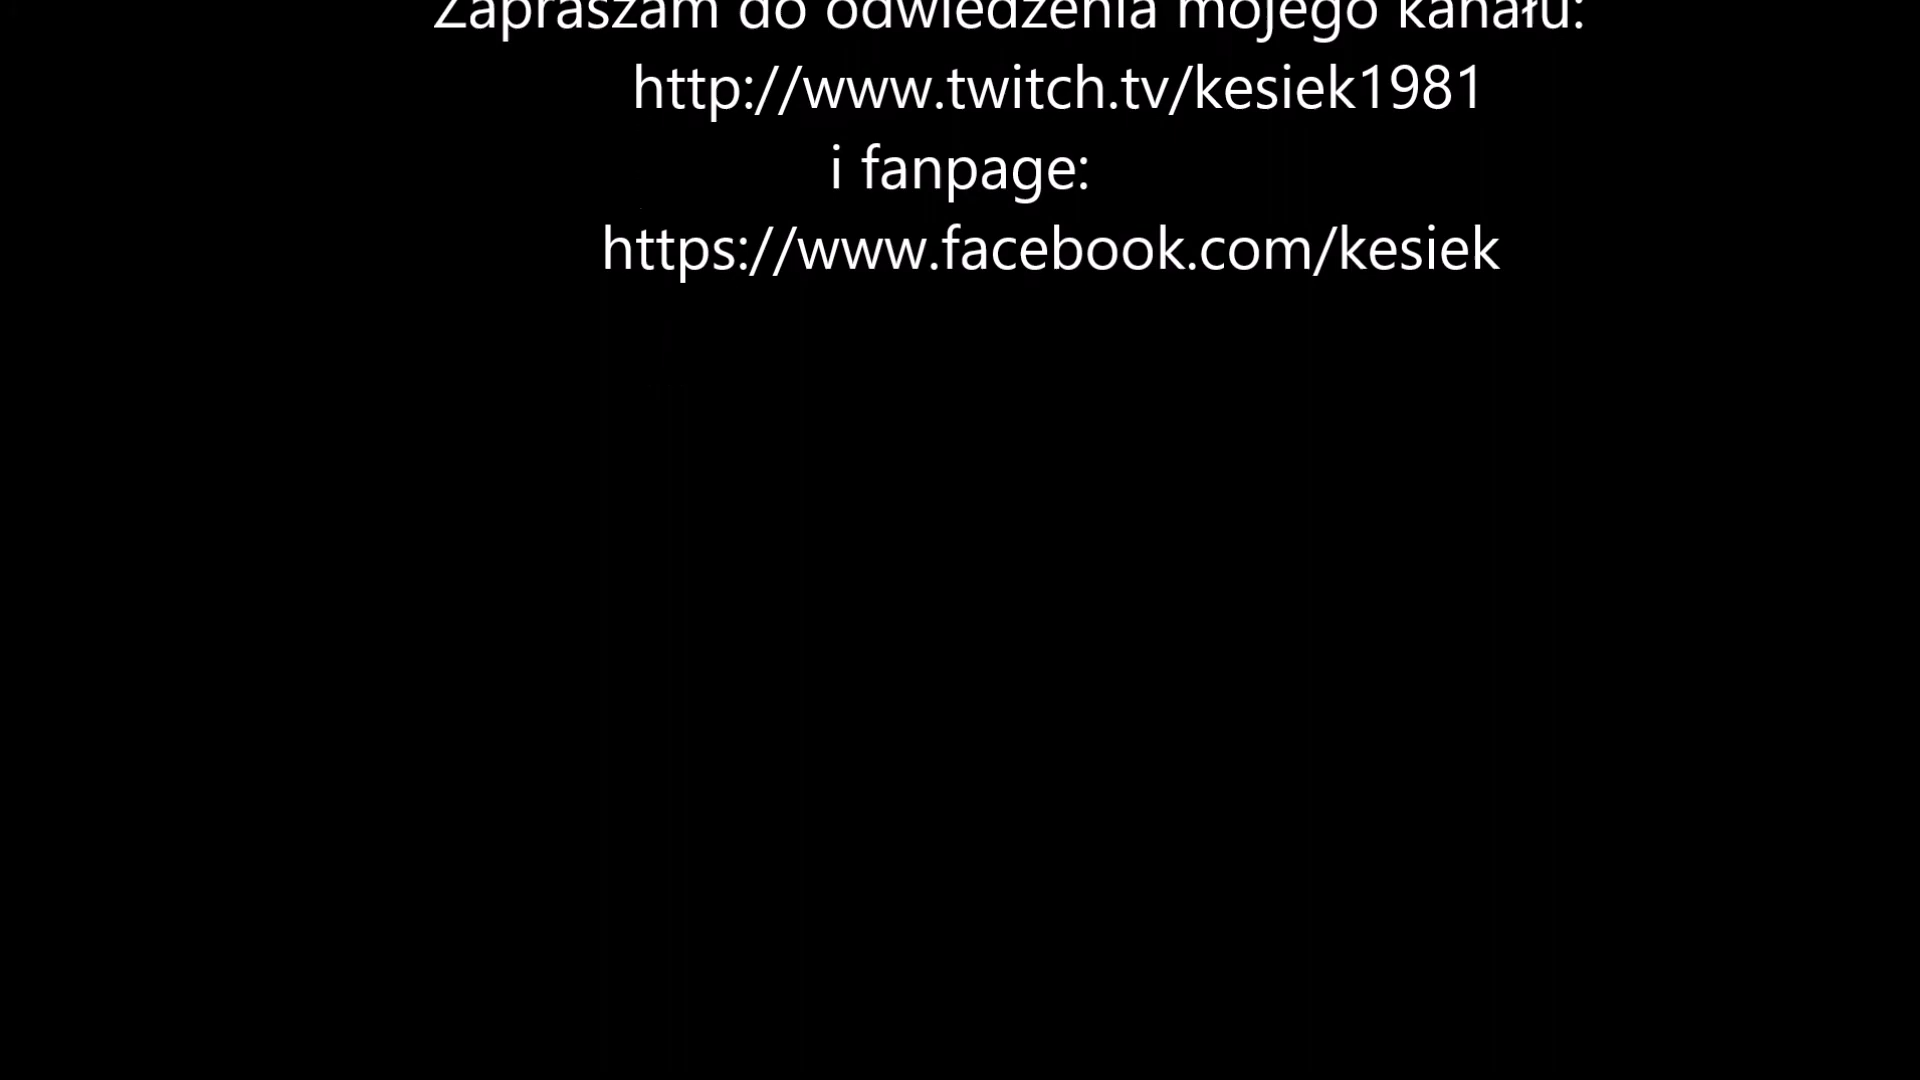 Zapraszam do odwiedzenia mojego kanału:
http://www.twitch.tv/kesiek1981
i fanpage:
https://www.facebook.com/kesiek